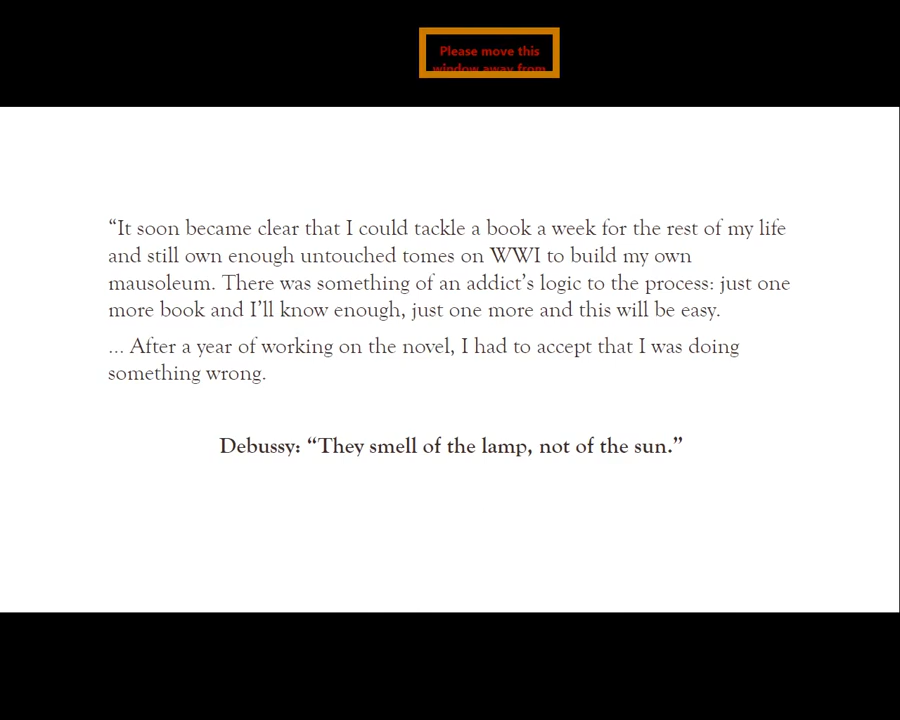 Please move this
window away from
“It soon became clear that I could tackle a book a week for the rest of my life
and still own enough untouched tomes on WWI to build my own
mausoleum. There was something of an addict’s logic to the process: just one
more book and I’ll know enough, just one more and this will be easy.
... After a year of working on the novel, I had to accept that I was doing
something wrong.
Debussy: “They smell of the lamp, not of the sun.”